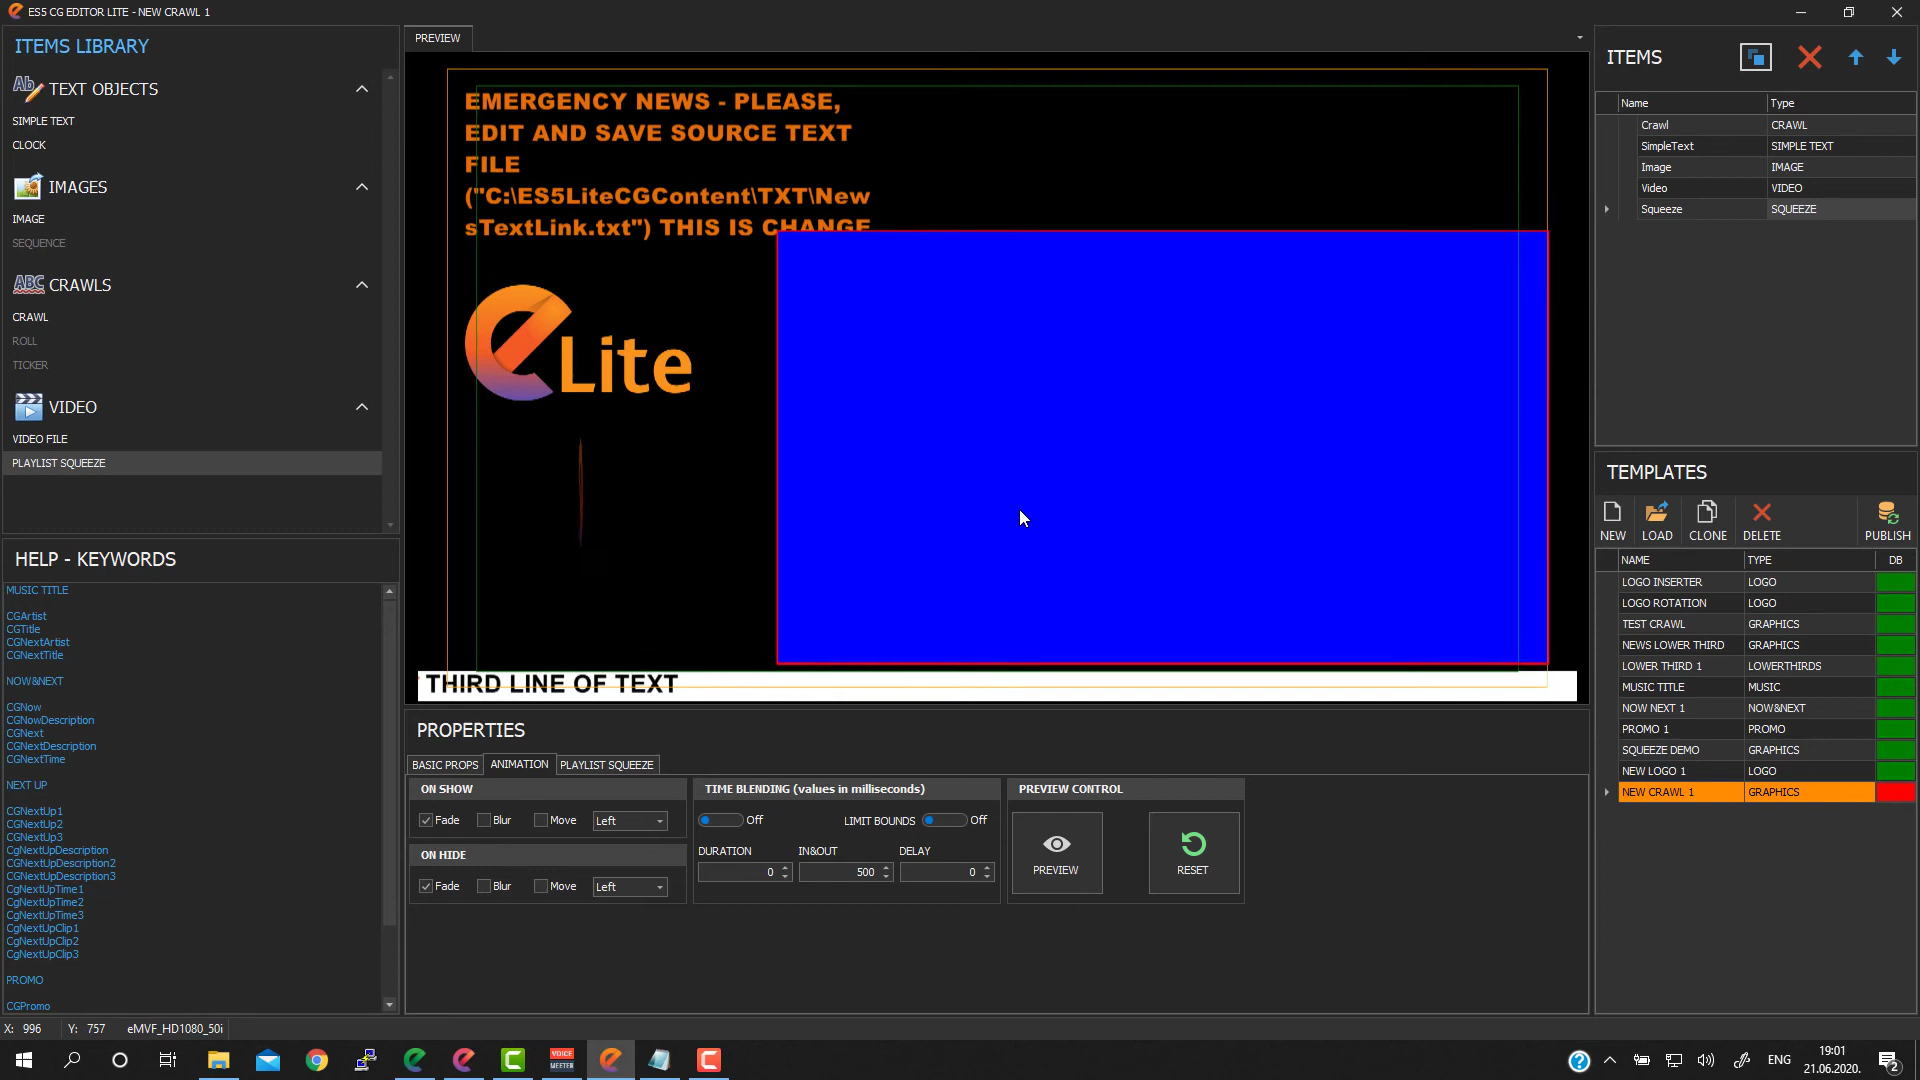 ES5 CG EDITOR LITE - NEW CRAWL 1
ITEMS LIBRARY
TEXT OBJECTS
SIMPLE TEXT
CLOCK
IMAGES
IMAGE
SEQUENCE
ABC CRAWLS
CRAWL
ROLL
TICKER
VIDEO
VIDEO FILE
PLAYLIST SQUEEZE
HELP - KEYWORDS
MUSIC TITLE
CGArtist
CGTitle
CGNextArtist
CGNextTitle
NOW&NEXT
CGNow
CGNowDescription
CGNext
CGNextDescription
CGNextTime
NEXT UP
CGNextUp1
CGNextUp2
CGNextUp3
CgNextUpDescription
CGNextUpDescription2
CGNextUpDescription3
CgNextUpTime1
CgNextUpTime2
CgNextUpTime3
CgNextUpClip1
CgNextUpClip2
CgNextUpClip3
PROMO
CGPromo
PREVIEW
EMERGENCY NEWS - PLEASE,
EDIT AND SAVE SOURCE TEXT
FILE
("C:\ES5LiteCGContent\TXT\New
sTextLink.txt") THIS IS CHANGE
eLite
THIRD LINE OF TEXT
PROPERTIES
BASIC PROPS ANIMATION PLAYLIST SQUEEZE
ON SHOW
Fade Blur Move Left
ON HIDE
Fade Blur Move Left
TIME BLENDING (values in milliseconds)
Off LIMIT BOUNDS Off
DURATION IN&OUT DELAY
0 500 0
PREVIEW CONTROL
PREVIEW RESET
ITEMS
Name Type
Crawl CRAWL
SimpleText SIMPLE TEXT
Image IMAGE
Video VIDEO
Squeeze SQUEEZE
TEMPLATES
NEW LOAD CLONE DELETE PUBLISH
NAME TYPE DB
LOGO INSERTER LOGO
LOGO ROTATION LOGO
TEST CRAWL GRAPHICS
NEWS LOWER THIRD GRAPHICS
LOWER THIRD 1 LOWERTHIRDS
MUSIC TITLE MUSIC
NOW NEXT 1 NOW&NEXT
PROMO 1 PROMO
SQUEEZE DEMO GRAPHICS
NEW LOGO 1 LOGO
NEW CRAWL 1 GRAPHICS
X: 996 Y: 757 eMVF_HD1080_50i
VOICE
MEETER
ENG
19:01
21.06.2020.
2